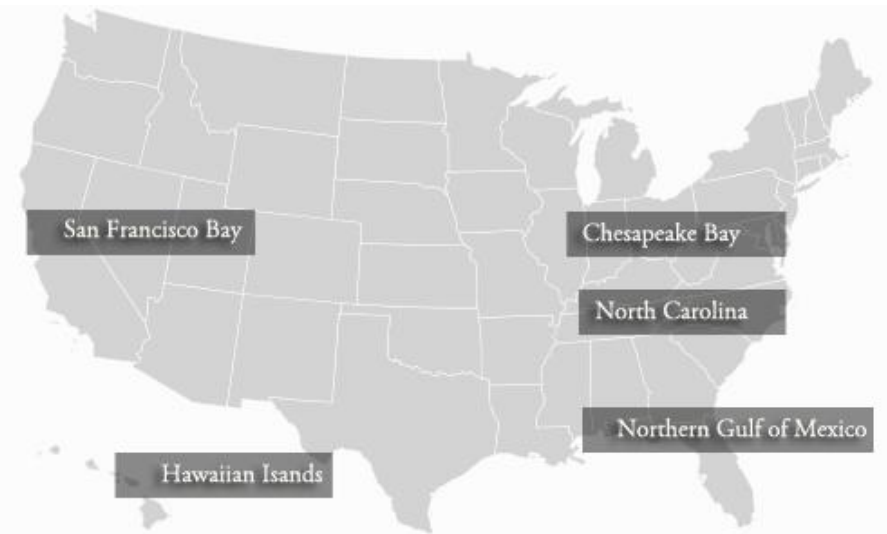 San Francisco Bay
Chesapeake Bay
North Carolina
Northern Gulf of Mexico
Hawaiian Isands